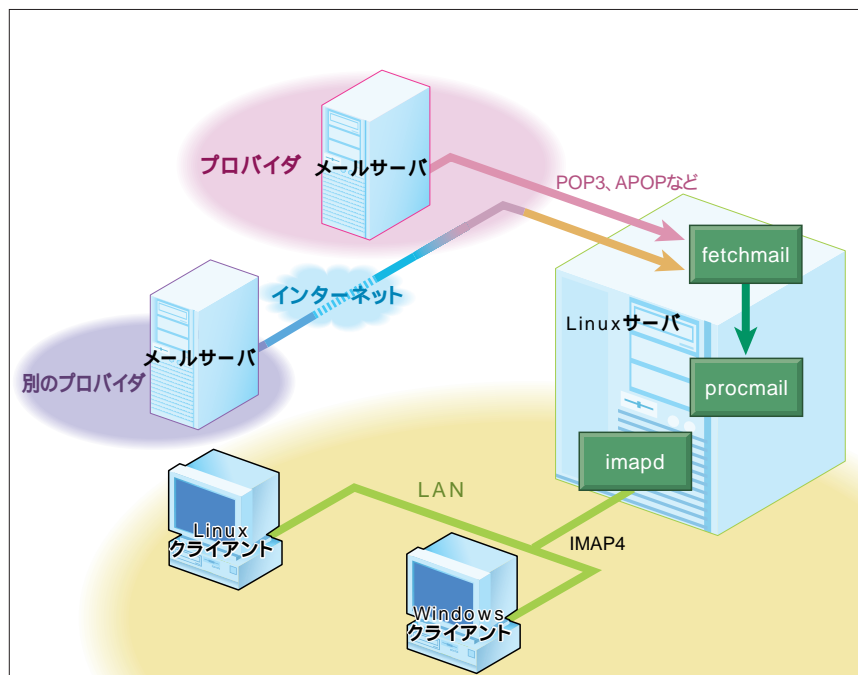 プロバイダ
メールサーバ
POP3、APOPなど
fetchmail
インターネット
Linuxサーバ
メールサーバ
別のプロバイダ
procmail
imapd
LAN
Linux
クライアント
IMAP4
Windows
クライアント